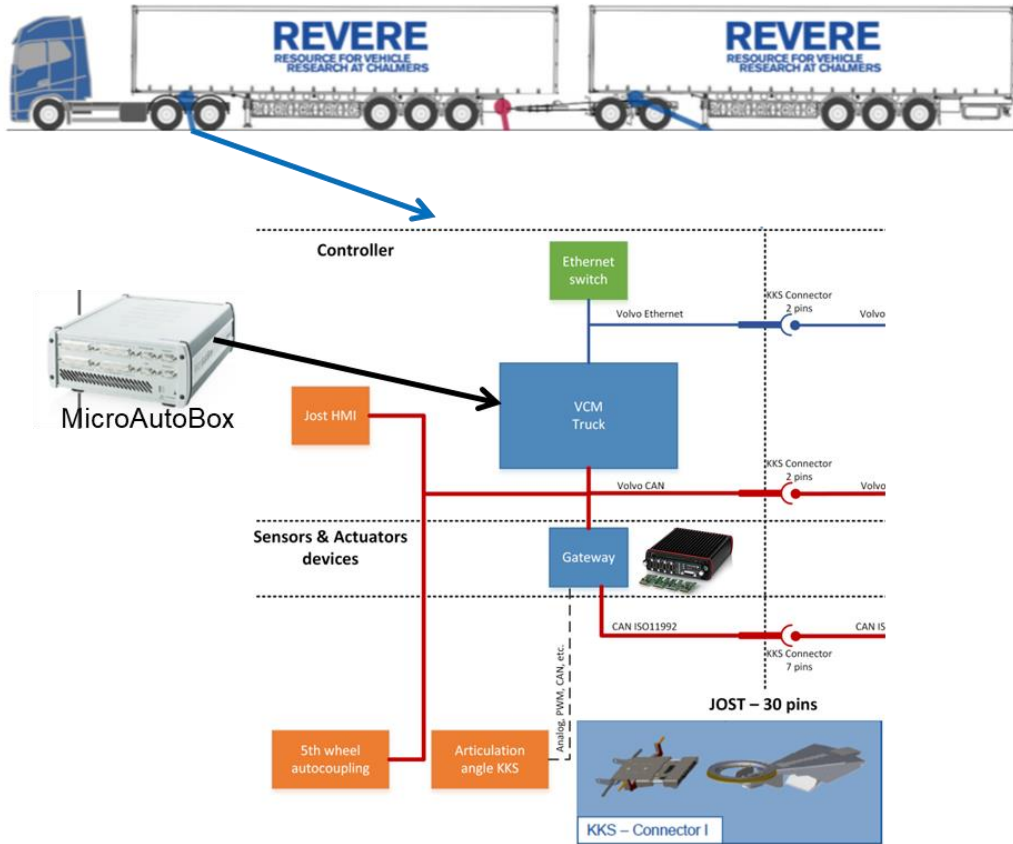 REVERE
RESOURCE FOR VEHICLE
RESEARCH AT CHALMERS
REVERE
RESOURCE FOR VEHICLE
RESEARCH AT CHALMERS
Controller
Ethernet
switch
KKS Connector
2 pins
Volvo Ethernet
Volvo
MicroAutoBox
Jost HMI
VCM
Truck
KKS Connector
2 pins
Volvo CAN
Volvo
Sensors & Actuators
devices
Gateway
CAN ISO11992
CAN IS
KKS Connector
7 pins
Analog, PWM, CAN, etc.
JOST – 30 pins
5th wheel
autocoupling
Articulation
angle KKS
KKS – Connector I